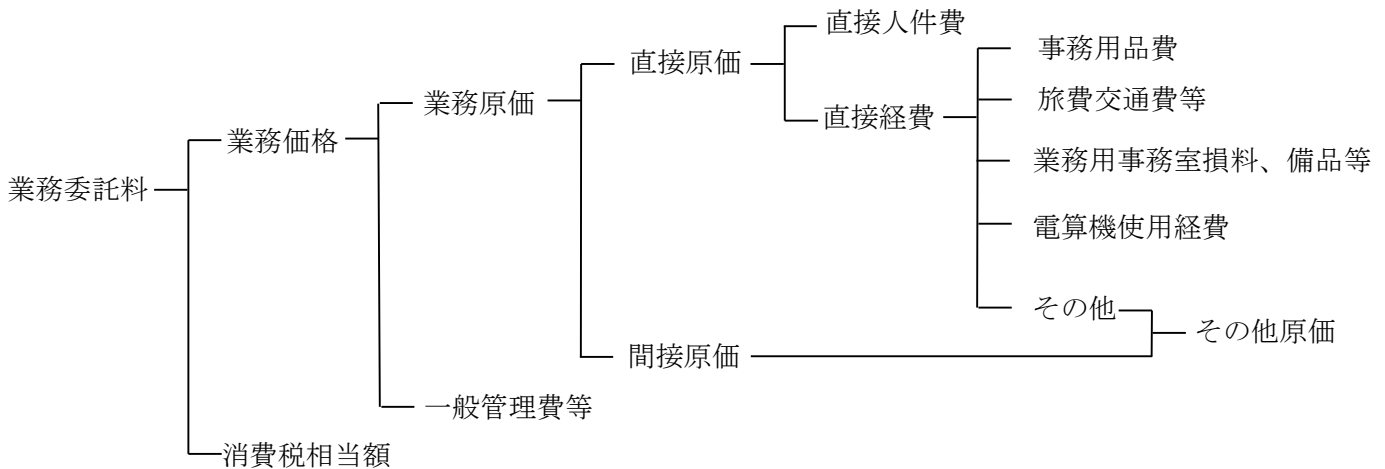 直接人件費
事務用品費
直接原価
旅費交通費等
業務原価
直接経費
業務価格
業務用事務室損料、備品等
業務委託料
電算機使用経費
その他
その他原価
間接原価
一般管理費等
消費税相当額